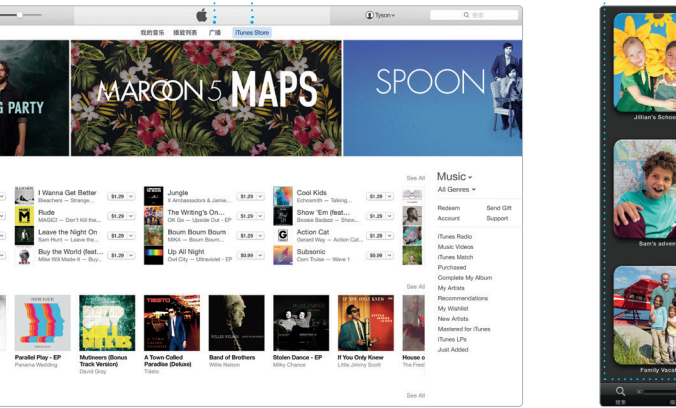 Tyson
搜索
我的音乐 播放列表 广播 iTunes Store
G PARTY
MAROON 5 MAPS
SPOON
See All
Music
All Genres
Redeem Send Gift
Account Support
iTunes Radio
Music Videos
iTunes Match
Purchased
Complete My Album
My Artists
Recommendations
My Wishlist
New Artists
Mastered for iTunes
iTunes LPs
Just Added
I Wanna Get Better
Bleachers — Strange...
$1.29
Rude
MAGIC! — Don't Kill the...
$1.29
Leave the Night On
Sam Hunt — Leave the...
$1.29
Buy the World (feat...
Mike Will Made-It — Buy...
$1.29
Jungle
X Ambassadors & Jamie...
$1.29
The Writing's On...
OK Go — Upside Out - EP
$1.29
Boum Boum Boum
MIKA — Boum Boum...
$1.29
Up All Night
Owl City — Ultraviolet - EP
$0.99
Cool Kids
Echosmith — Talking...
$1.29
Show 'Em (feat...
Boosie Badazz — Show...
$1.29
Action Cat
Gerard Way — Action Cat...
$1.29
Subsonic
Com Truise — Wave 1
$0.99
See All
TIËSTO
IF YOU ONLY KNEW
Parallel Play - EP
Panama Wedding
Mutineers (Bonus
Track Version)
David Gray
A Town Called
Paradise (Deluxe)
Tiësto
Band of Brothers
Willie Nelson
Stolen Dance - EP
Milky Chance
If You Only Knew
Little Jimmy Scott
House o
The Fresh
See All
Jillian's Schoo
Sam's adven
Family Vacat
搜索